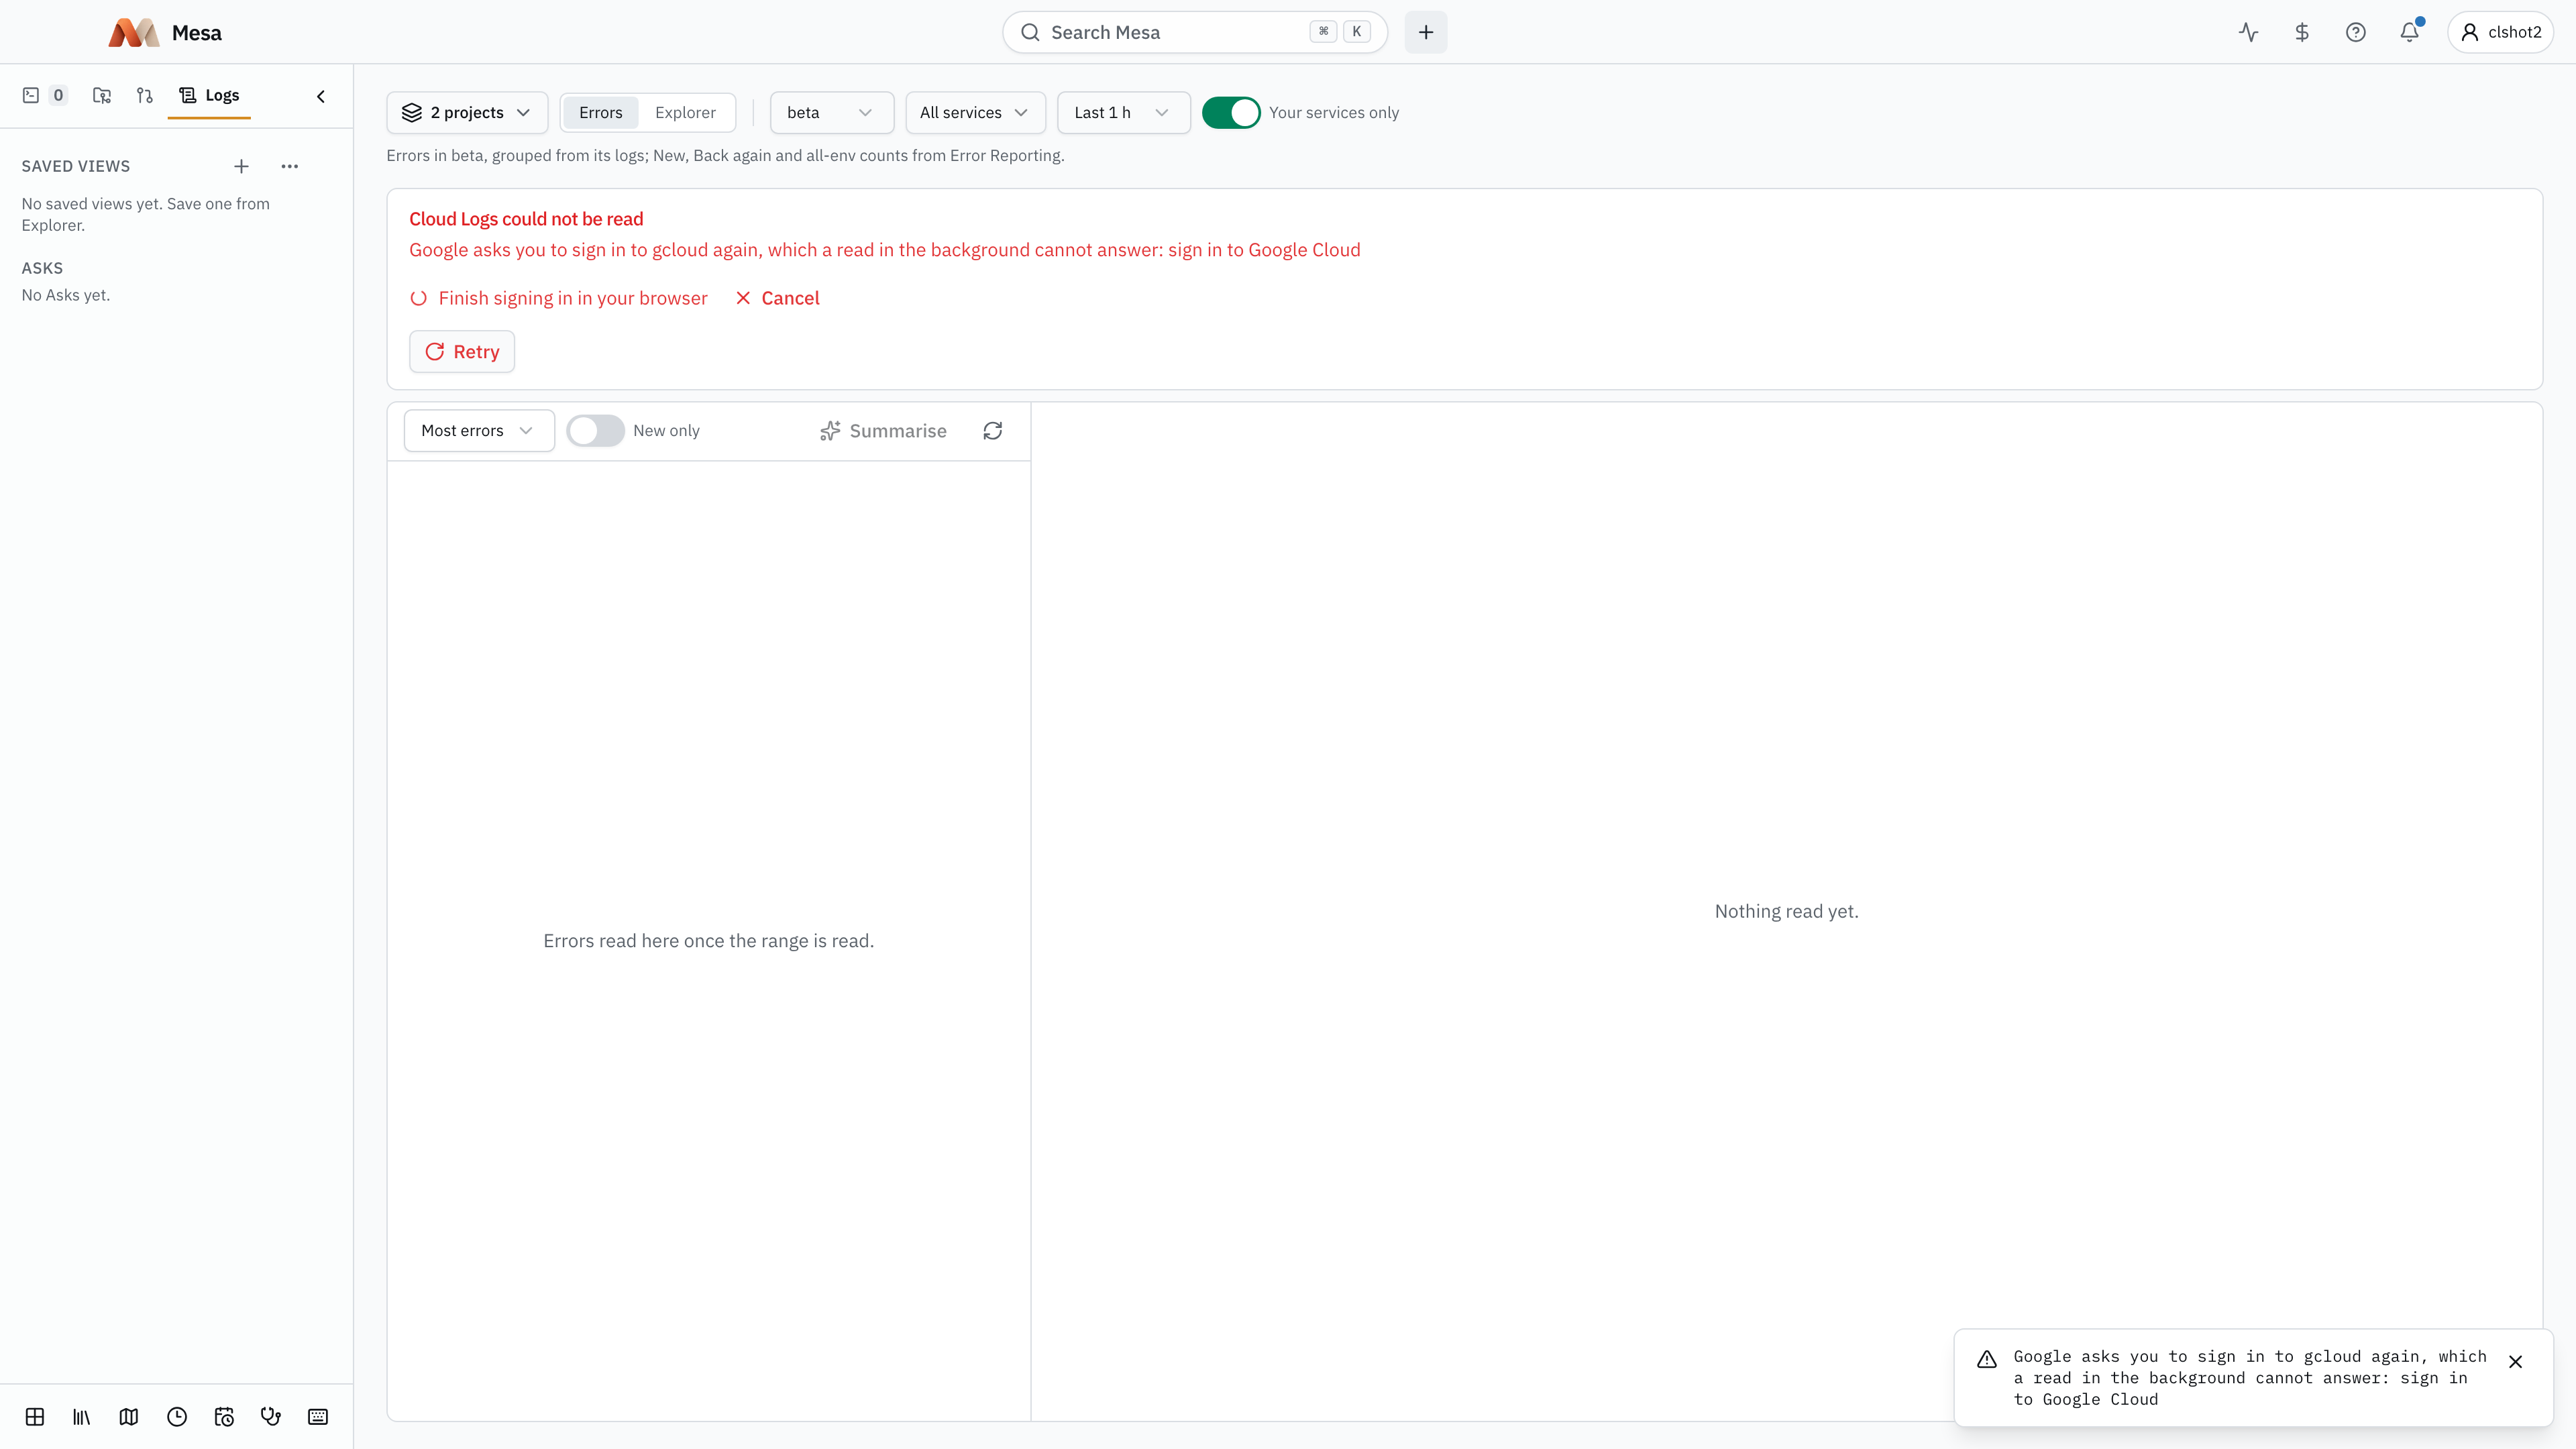 Mesa
Search Mesa
⌘ K
clshot2
0
Logs
2 projects
Errors
Explorer
beta
All services
Last 1 h
Your services only
Errors in beta, grouped from its logs; New, Back again and all-env counts from Error Reporting.
SAVED VIEWS
No saved views yet. Save one from
Explorer.
ASKS
No Asks yet.
Cloud Logs could not be read
Google asks you to sign in to gcloud again, which a read in the background cannot answer: sign in to Google Cloud
Finish signing in in your browser
Cancel
Retry
Most errors
New only
Summarise
Errors read here once the range is read.
Nothing read yet.
Google asks you to sign in to gcloud again, which
a read in the background cannot answer: sign in
to Google Cloud